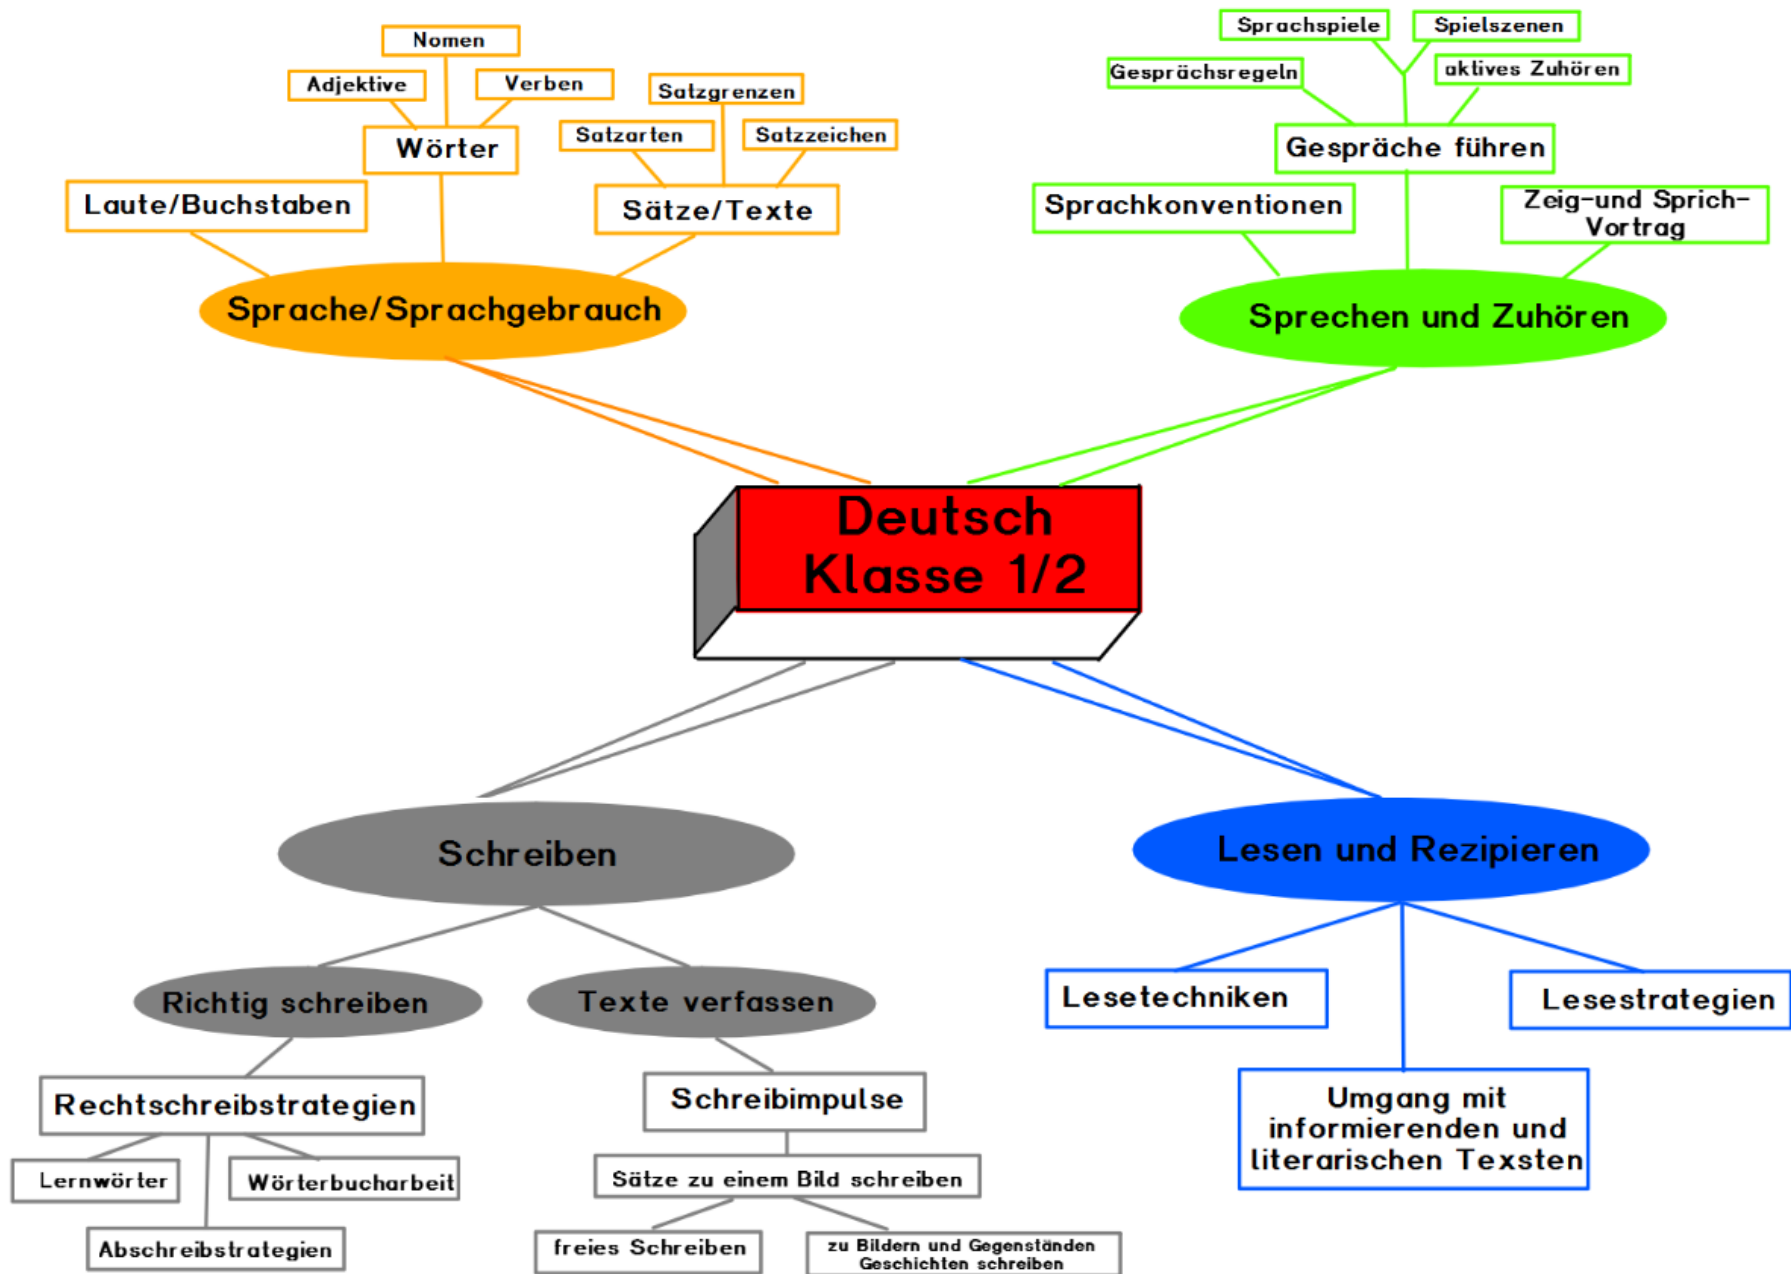 Nomen
Adjektive
Verben
Wörter
Satzgrenzen
Satzarten
Satzzeichen
Laute/Buchstaben
Sätze/Texte
Sprache/Sprachgebrauch
Sprachspiele
Spielszenen
Gesprächsregeln
aktives Zuhören
Gespräche führen
Sprachkonventionen
Zeig-und Sprich-
Vortrag
Sprechen und Zuhören
Deutsch
Klasse 1/2
Schreiben
Richtig schreiben
Texte verfassen
Rechtschreibstrategien
Lernwörter
Wörterbucharbeit
Abschreibstrategien
Schreibimpulse
Sätze zu einem Bild schreiben
freies Schreiben
zu Bildern und Gegenständen
Geschichten schreiben
Lesen und Rezipieren
Lesetechniken
Lesestrategien
Umgang mit
informierenden und
literarischen Texsten